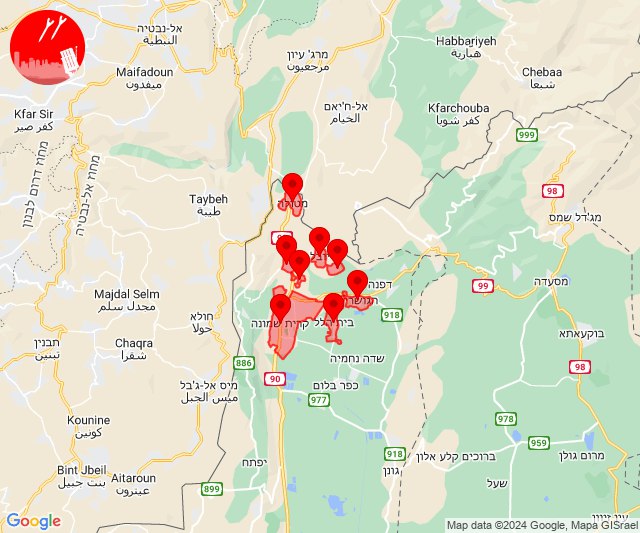 אל-נבטיה
النبطية
מרג' עיון
مرجعيون
Habbariyeh
هبارية
Maifadoun
ميفدون
Chebaa
شبعا
Kfar Sir
كفر صير
אל-ח'יאם
الخيام
Kfarchouba
كفر شوبا
999
מחוז דרום לבנון
מחוז אל-נבטיה
Taybeh
طيبة
מטולה
98
מג'דל שמס
דפנה
99
מסעדה
Majdal Selm
مجدل سلم
חולא
حولا
הגושרים
918
קרית שמונה
בית הלל
בוקעאתא
תבנין
تبنين
Chaqra
شقرا
886
שדה נחמיה
מיס אל-ג'בל
ميس الجبل
90
כפר בלום
98
977
Kounine
كونين
978
959
יפתח
918
גונן
ברוכים קלע אלון
מרום גולן
Bint Jbeil
بنت جبيل
Aitaroun
عيترون
899
שעל
עין זיוון
Google
Map data ©2024 Google, Mapa GISrael